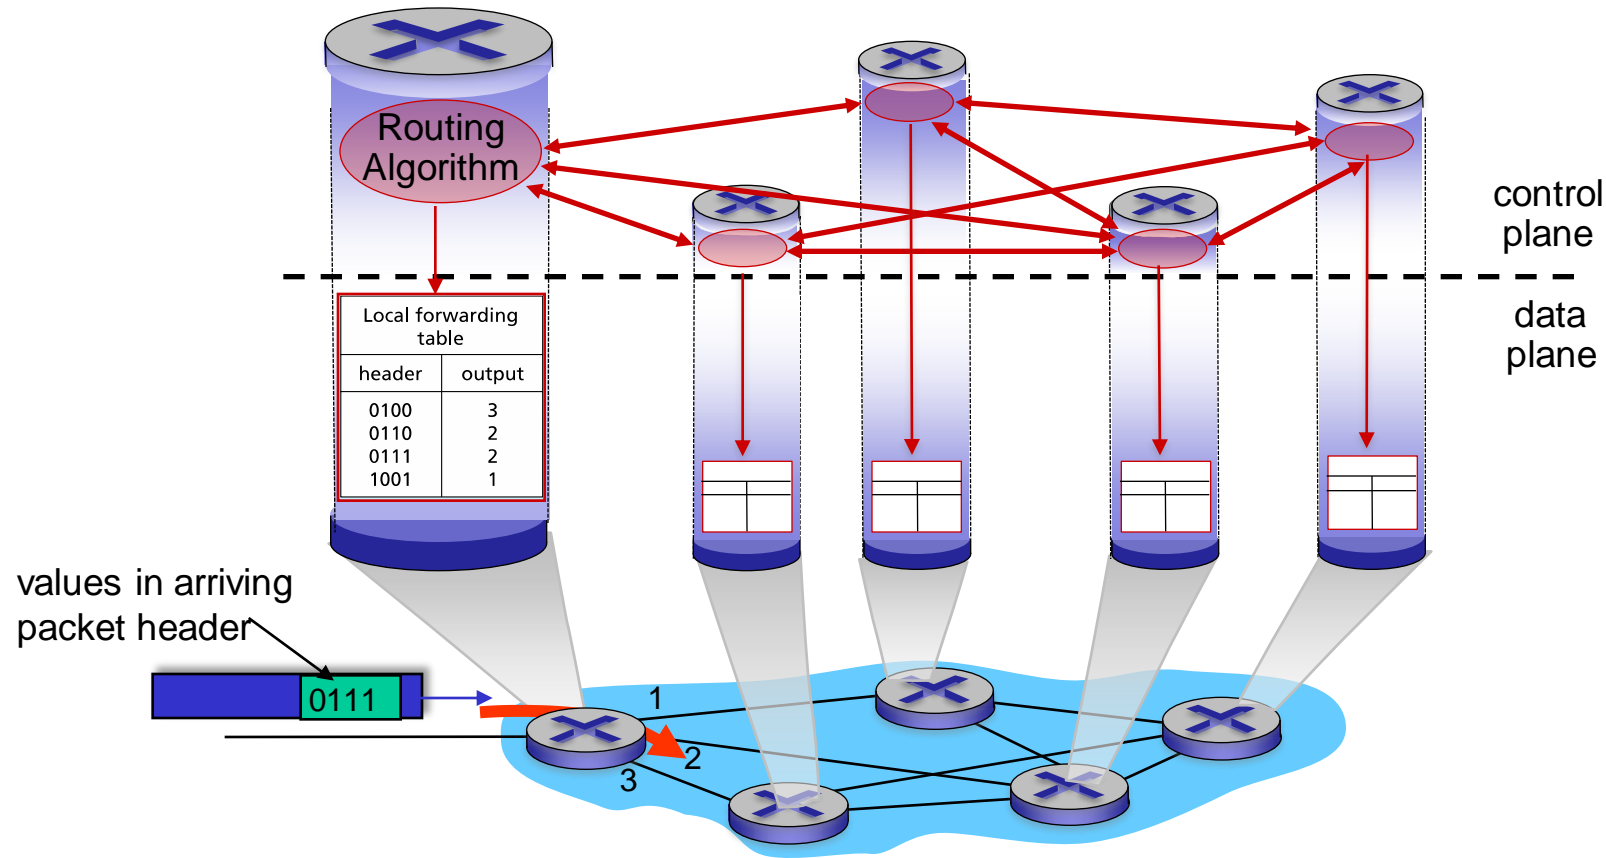 Routing
Algorithm
control
plane
data
plane
Local forwarding
table
header output
0100 3
0110 2
0111 2
1001 1
values in arriving
packet header
0111
1
2
3